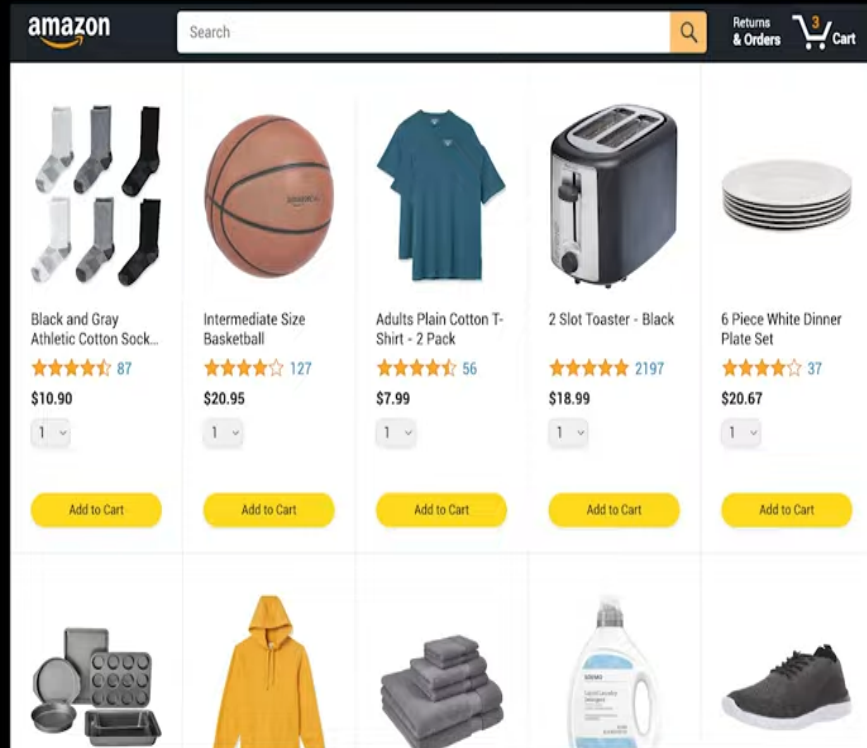 amazon
Search
Returns
& Orders
3
Cart
Black and Gray
Athletic Cotton Sock...
87
$10.90
1
Add to Cart
Intermediate Size
Basketball
127
$20.95
1
Add to Cart
Adults Plain Cotton T-
Shirt - 2 Pack
56
$7.99
1
Add to Cart
2 Slot Toaster - Black
2197
$18.99
1
Add to Cart
6 Piece White Dinner
Plate Set
37
$20.67
1
Add to Cart